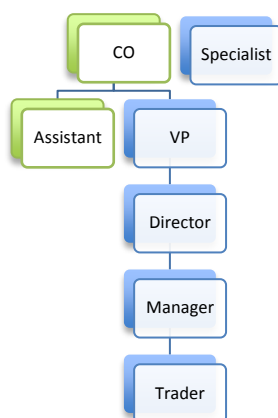 CO
Specialist
Assistant
VP
Director
Manager
Trader